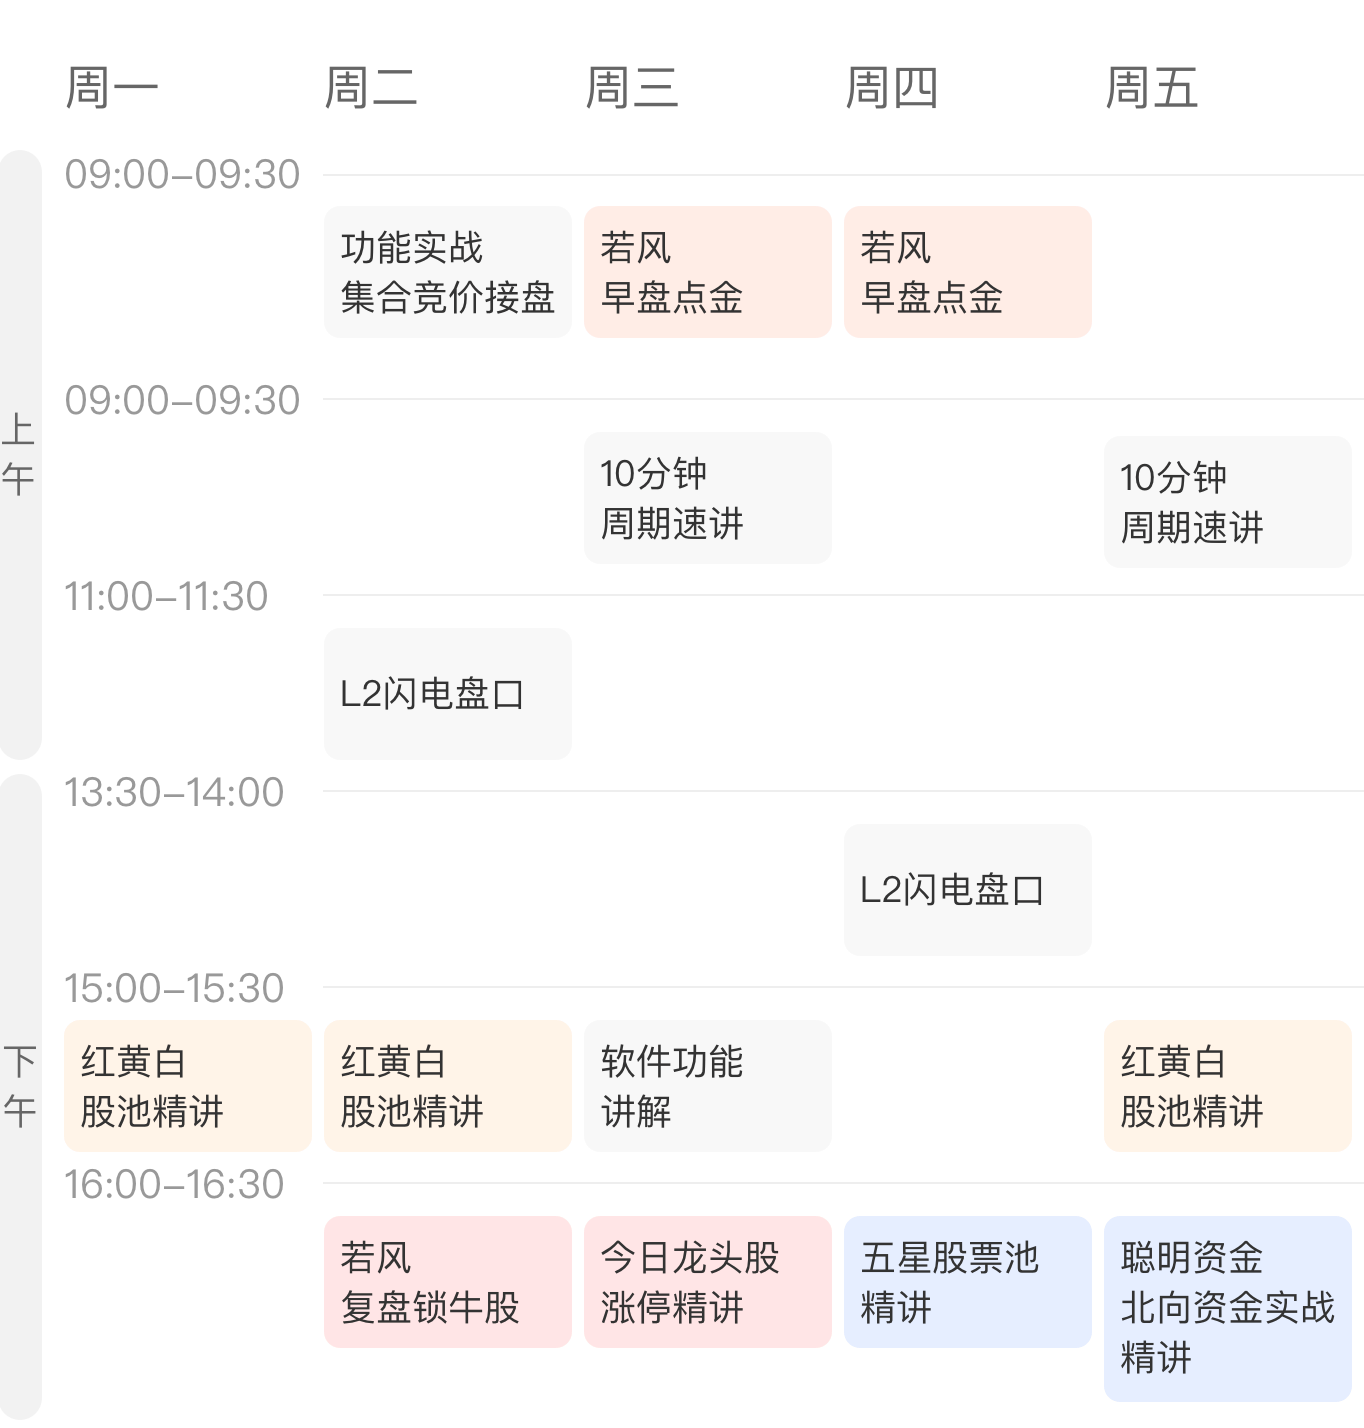 周一 周二 周三 周四 周五
上午
09:00–09:30
功能实战
集合竞价接盘
若风
早盘点金
若风
早盘点金
09:00–09:30
10分钟
周期速讲
10分钟
周期速讲
11:00–11:30
L2闪电盘口
下午
13:30–14:00
L2闪电盘口
15:00–15:30
红黄白
股池精讲
红黄白
股池精讲
软件功能
讲解
红黄白
股池精讲
16:00–16:30
若风
复盘锁牛股
今日龙头股
涨停精讲
五星股票池
精讲
聪明资金
北向资金实战
精讲